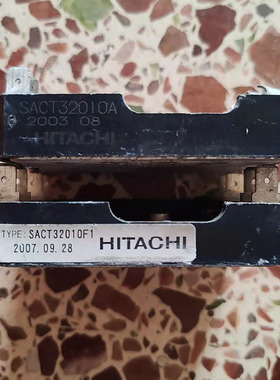 SACT32010A
2003 08
HITACHI
TYPE: SACT32010F1
2007. 09. 28
HITACHI